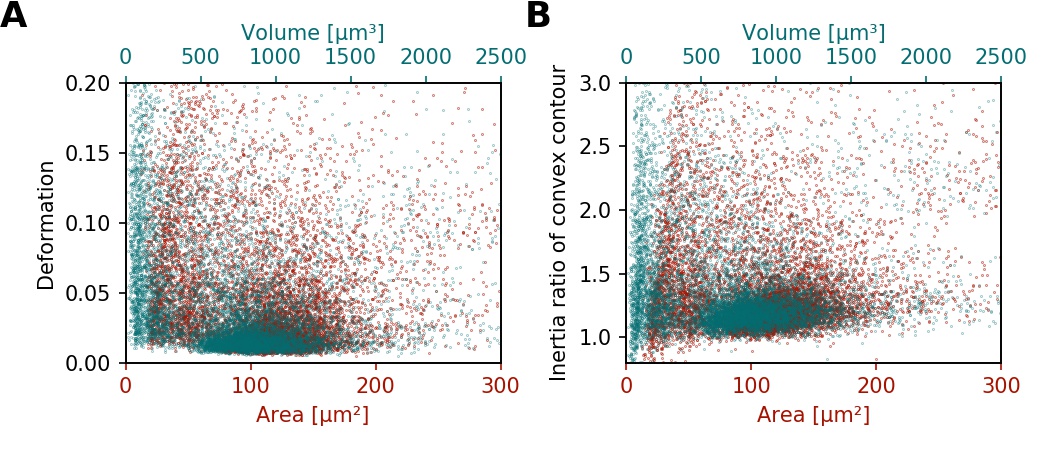 A
Volume [µm³]
0 500 1000 1500 2000 2500
0.20
0.15
0.10
0.05
0.00
Deformation
0 100 200 300
Area [µm²]
B
Volume [µm³]
0 500 1000 1500 2000 2500
3.0
2.5
2.0
1.5
1.0
Inertia ratio of convex contour
0 100 200 300
Area [µm²]